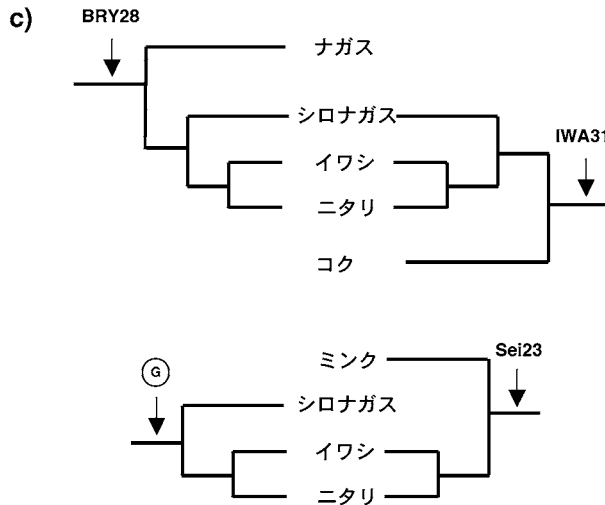 c)
BRY28
ナガス
シロナガス
IWA31
イワシ
ニタリ
コク
Sei23
ミンク
G
シロナガス
イワシ
ニタリ